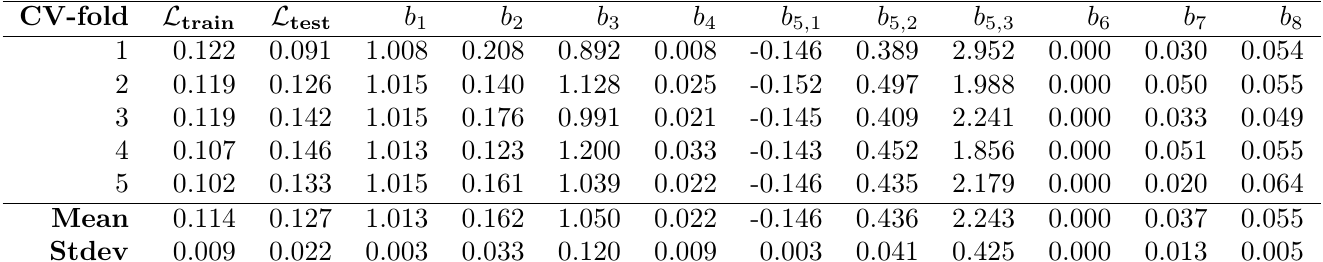 CV-fold L_train L_test b_1 b_2 b_3 b_4 b_{5,1} b_{5,2} b_{5,3} b_6 b_7 b_8
1 0.122 0.091 1.008 0.208 0.892 0.008 -0.146 0.389 2.952 0.000 0.030 0.054
2 0.119 0.126 1.015 0.140 1.128 0.025 -0.152 0.497 1.988 0.000 0.050 0.055
3 0.119 0.142 1.015 0.176 0.991 0.021 -0.145 0.409 2.241 0.000 0.033 0.049
4 0.107 0.146 1.013 0.123 1.200 0.033 -0.143 0.452 1.856 0.000 0.051 0.055
5 0.102 0.133 1.015 0.161 1.039 0.022 -0.146 0.435 2.179 0.000 0.020 0.064
Mean 0.114 0.127 1.013 0.162 1.050 0.022 -0.146 0.436 2.243 0.000 0.037 0.055
Stdev 0.009 0.022 0.003 0.033 0.120 0.009 0.003 0.041 0.425 0.000 0.013 0.005